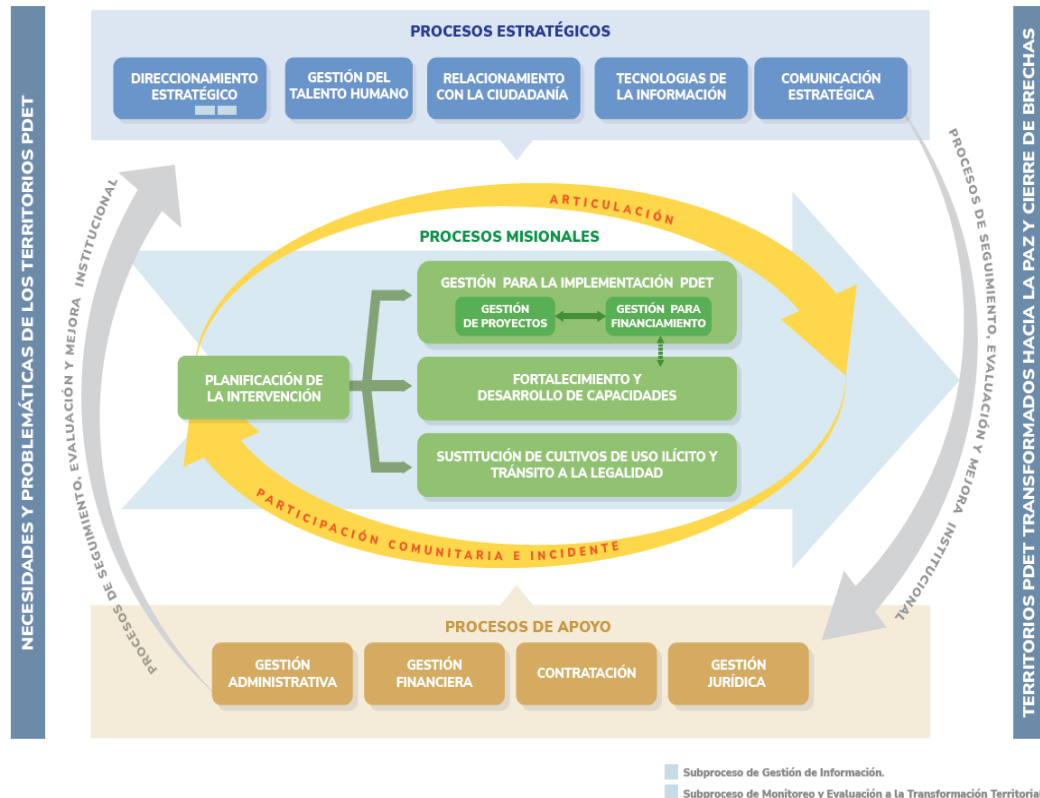 NECESIDADES Y PROBLEMÁTICAS DE LOS TERRITORIOS PDET
PROCESOS ESTRATÉGICOS
DIRECCIONAMIENTO
ESTRATÉGICO
GESTIÓN DEL
TALENTO HUMANO
RELACIONAMIENTO
CON LA CIUDADANÍA
TECNOLOGIAS DE
LA INFORMACIÓN
COMUNICACIÓN
ESTRATÉGICA
PROCESOS DE SEGUIMIENTO, EVALUACIÓN Y MEJORA INSTITUCIONAL
ARTICULACIÓN
PROCESOS MISIONALES
GESTIÓN PARA LA IMPLEMENTACIÓN PDET
GESTIÓN
DE PROYECTOS
GESTIÓN PARA
FINANCIAMIENTO
PLANIFICACIÓN DE
LA INTERVENCIÓN
FORTALECIMIENTO Y
DESARROLLO DE CAPACIDADES
SUSTITUCIÓN DE CULTIVOS DE USO ILÍCITO Y
TRÁNSITO A LA LEGALIDAD
PARTICIPACIÓN COMUNITARIA E INCIDENTE
PROCESOS DE SEGUIMIENTO, EVALUACIÓN Y MEJORA INSTITUCIONAL
PROCESOS DE APOYO
GESTIÓN
ADMINISTRATIVA
GESTIÓN
FINANCIERA
CONTRATACIÓN
GESTIÓN
JURÍDICA
TERRITORIOS PDET TRANSFORMADOS HACIA LA PAZ Y CIERRE DE BRECHAS
Subproceso de Gestión de Información.
Subproceso de Monitoreo y Evaluación a la Transformación Territorial